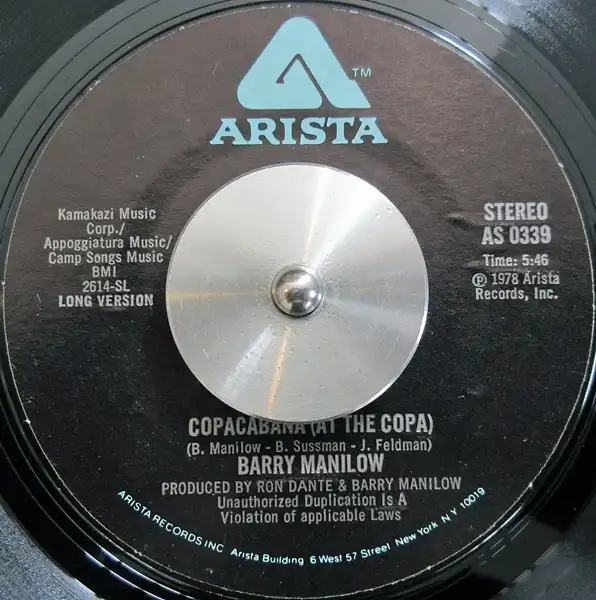 TM
ARISTA
Kamakazi Music
Corp./
Appoggiatura Music/
Camp Songs Music
BMI
2614-SL
LONG VERSION
STEREO
AS 0339
Time: 5:46
℗ 1978 Arista
Records, Inc.
COPACABANA (AT THE COPA)
(B. Manilow - B. Sussman - J. Feldman)
BARRY MANILOW
PRODUCED BY RON DANTE & BARRY MANILOW
Unauthorized Duplication Is A
Violation of applicable Laws
ARISTA RECORDS INC Arista Building 6 West 57 Street New York N Y 10019